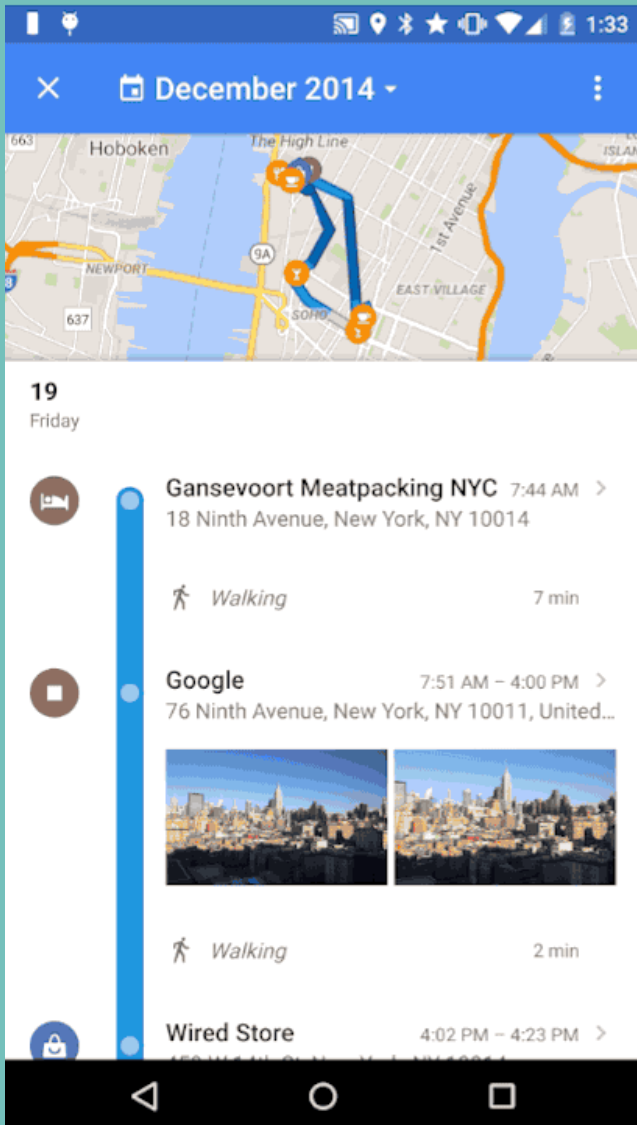 1:33
December 2014
663
Hoboken
The High Line
ISLAN
1st Avenue
9A
NEWPORT
EAST VILLAGE
8
637
SOHO
19
Friday
Gansevoort Meatpacking NYC 7:44 AM
18 Ninth Avenue, New York, NY 10014
Walking 7 min
Google 7:51 AM – 4:00 PM
76 Ninth Avenue, New York, NY 10011, United...
Walking 2 min
Wired Store 4:02 PM – 4:23 PM